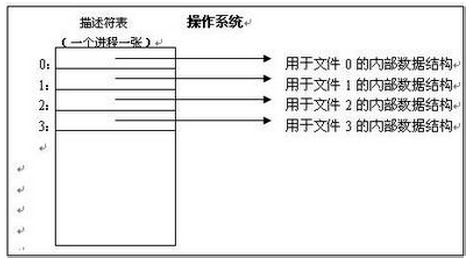 描述符表
操作系统
（一个进程一张）
0： 用于文件 0 的内部数据结构
1： 用于文件 1 的内部数据结构
2： 用于文件 2 的内部数据结构
3： 用于文件 3 的内部数据结构